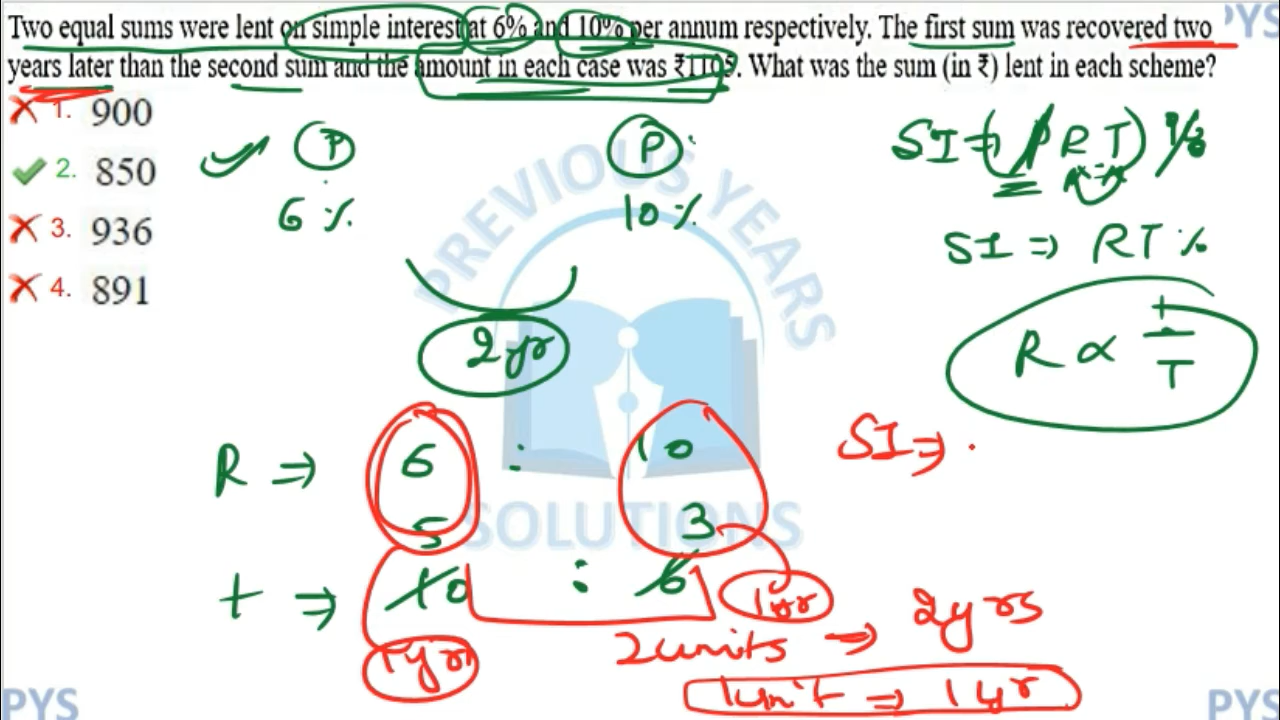 Two equal sums were lent on simple interest at 6% and 10% per annum respectively. The first sum was recovered two
years later than the second sum and the amount in each case was ₹1105. What was the sum (in ₹) lent in each scheme?
1. 900
2. 850
3. 936
4. 891
P P
6% 10%
SI ⇒ (PRT)%
SI ⇒ RT%
2yr
R ∝ 1/T
R ⇒ 6 : 10
SI ⇒
5 3
t ⇒ 10 : 6
1yr
2units ⇒ 2yrs
1unit ⇒ 1yr
PREVIOUS YEARS
SOLUTIONS
PYS
PYS
PYS